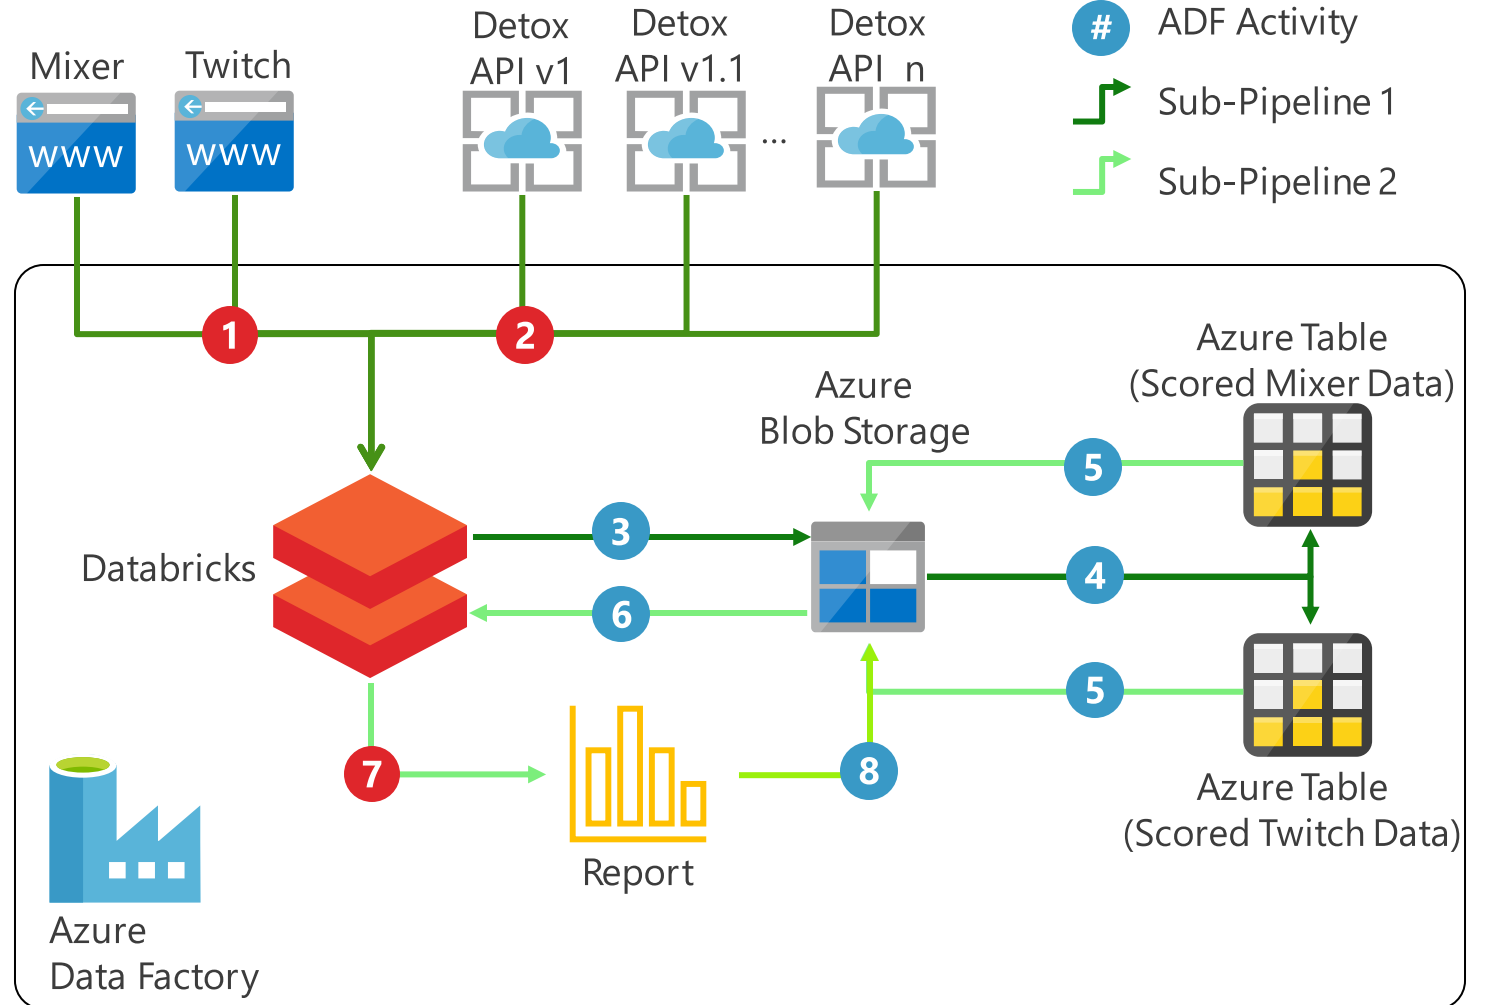 Mixer
Twitch
Detox
API v1
Detox
API v1.1
...
Detox
API n
www
www
# ADF Activity
Sub-Pipeline 1
Sub-Pipeline 2
1
2
Azure Table
(Scored Mixer Data)
Azure
Blob Storage
5
3
Databricks
4
6
5
7
8
Azure Table
(Scored Twitch Data)
Report
Azure
Data Factory